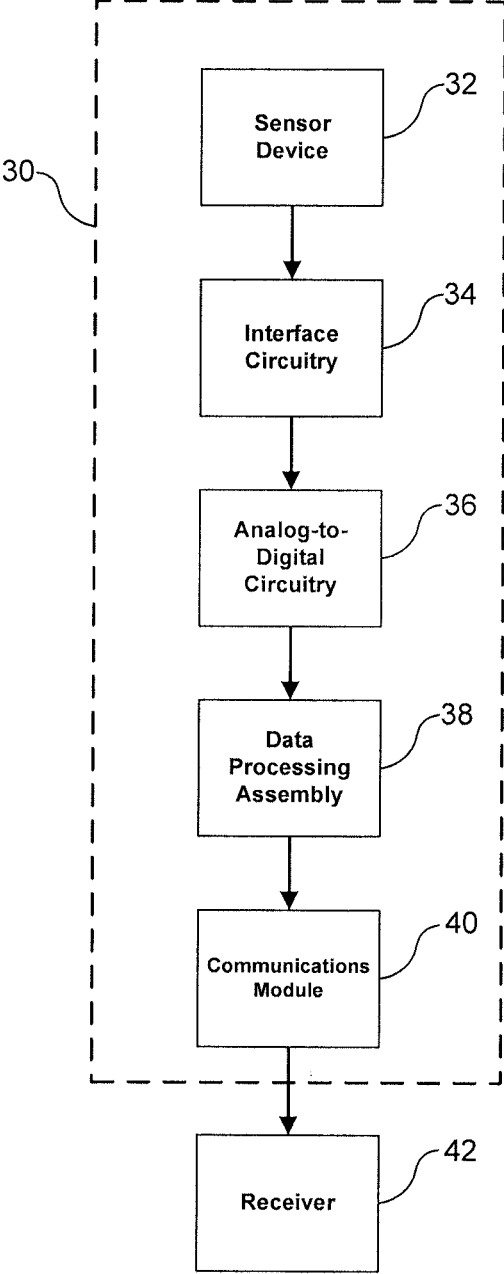 32
Sensor
Device
30
34
Interface
Circuitry
36
Analog-to-
Digital
Circuitry
38
Data
Processing
Assembly
40
Communications
Module
42
Receiver